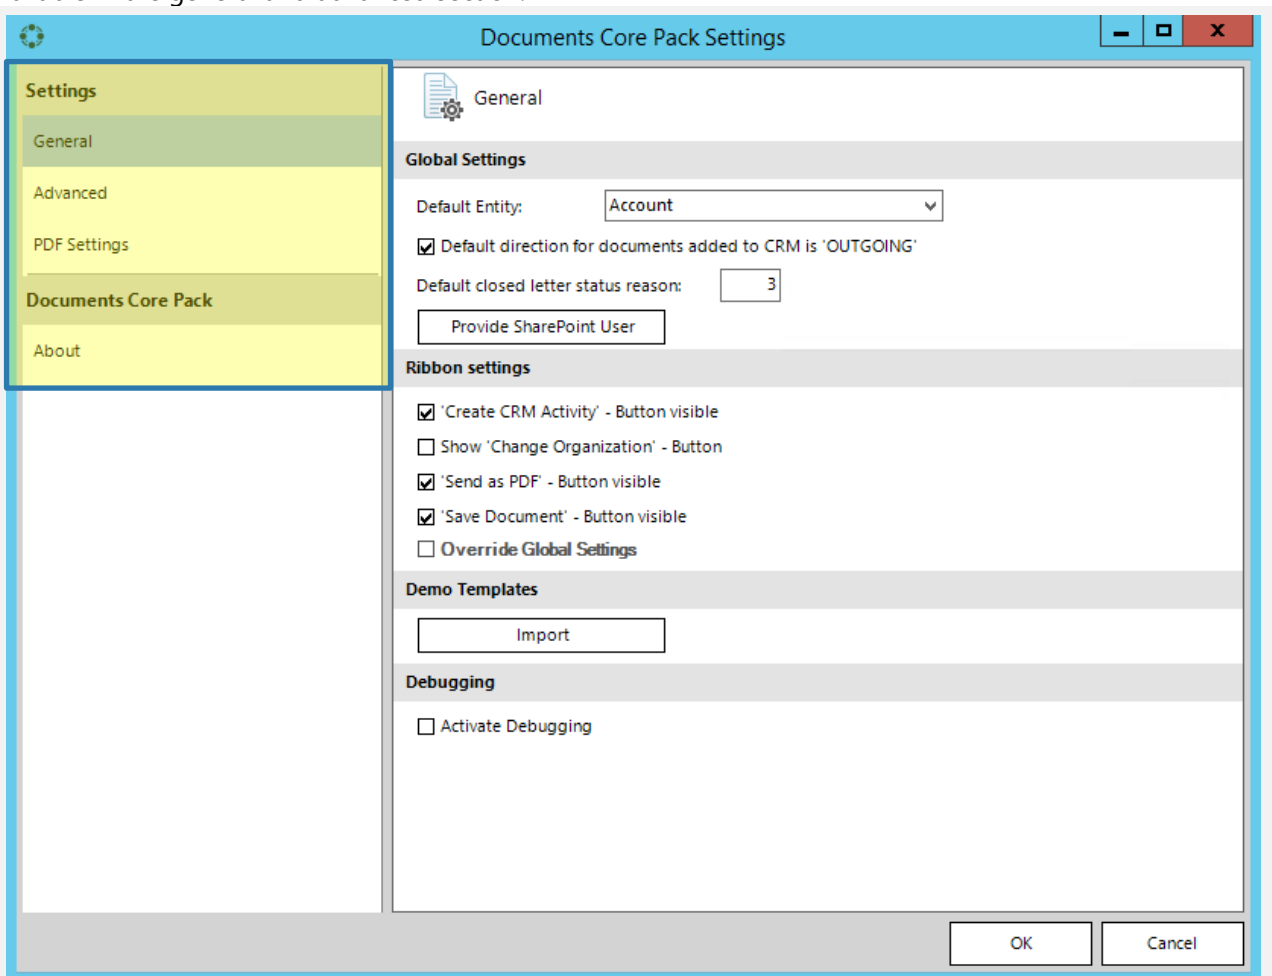 Documents Core Pack Settings
Settings
General
Advanced
PDF Settings
Documents Core Pack
About
General
Global Settings
Default Entity: Account
Default direction for documents added to CRM is 'OUTGOING'
Default closed letter status reason: 3
Provide SharePoint User
Ribbon settings
'Create CRM Activity' - Button visible
Show 'Change Organization' - Button
'Send as PDF' - Button visible
'Save Document' - Button visible
Override Global Settings
Demo Templates
Import
Debugging
Activate Debugging
OK Cancel